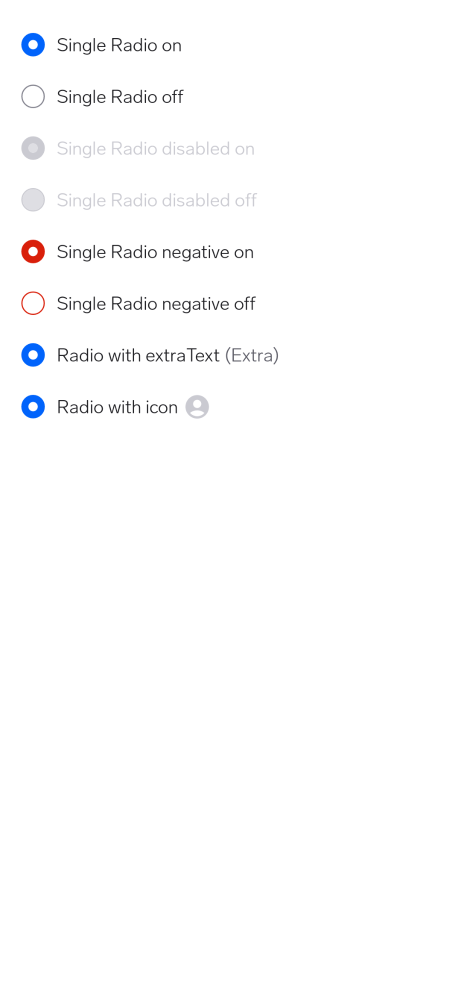 Single Radio on
Single Radio off
Single Radio disabled on
Single Radio disabled off
Single Radio negative on
Single Radio negative off
Radio with extraText (Extra)
Radio with icon